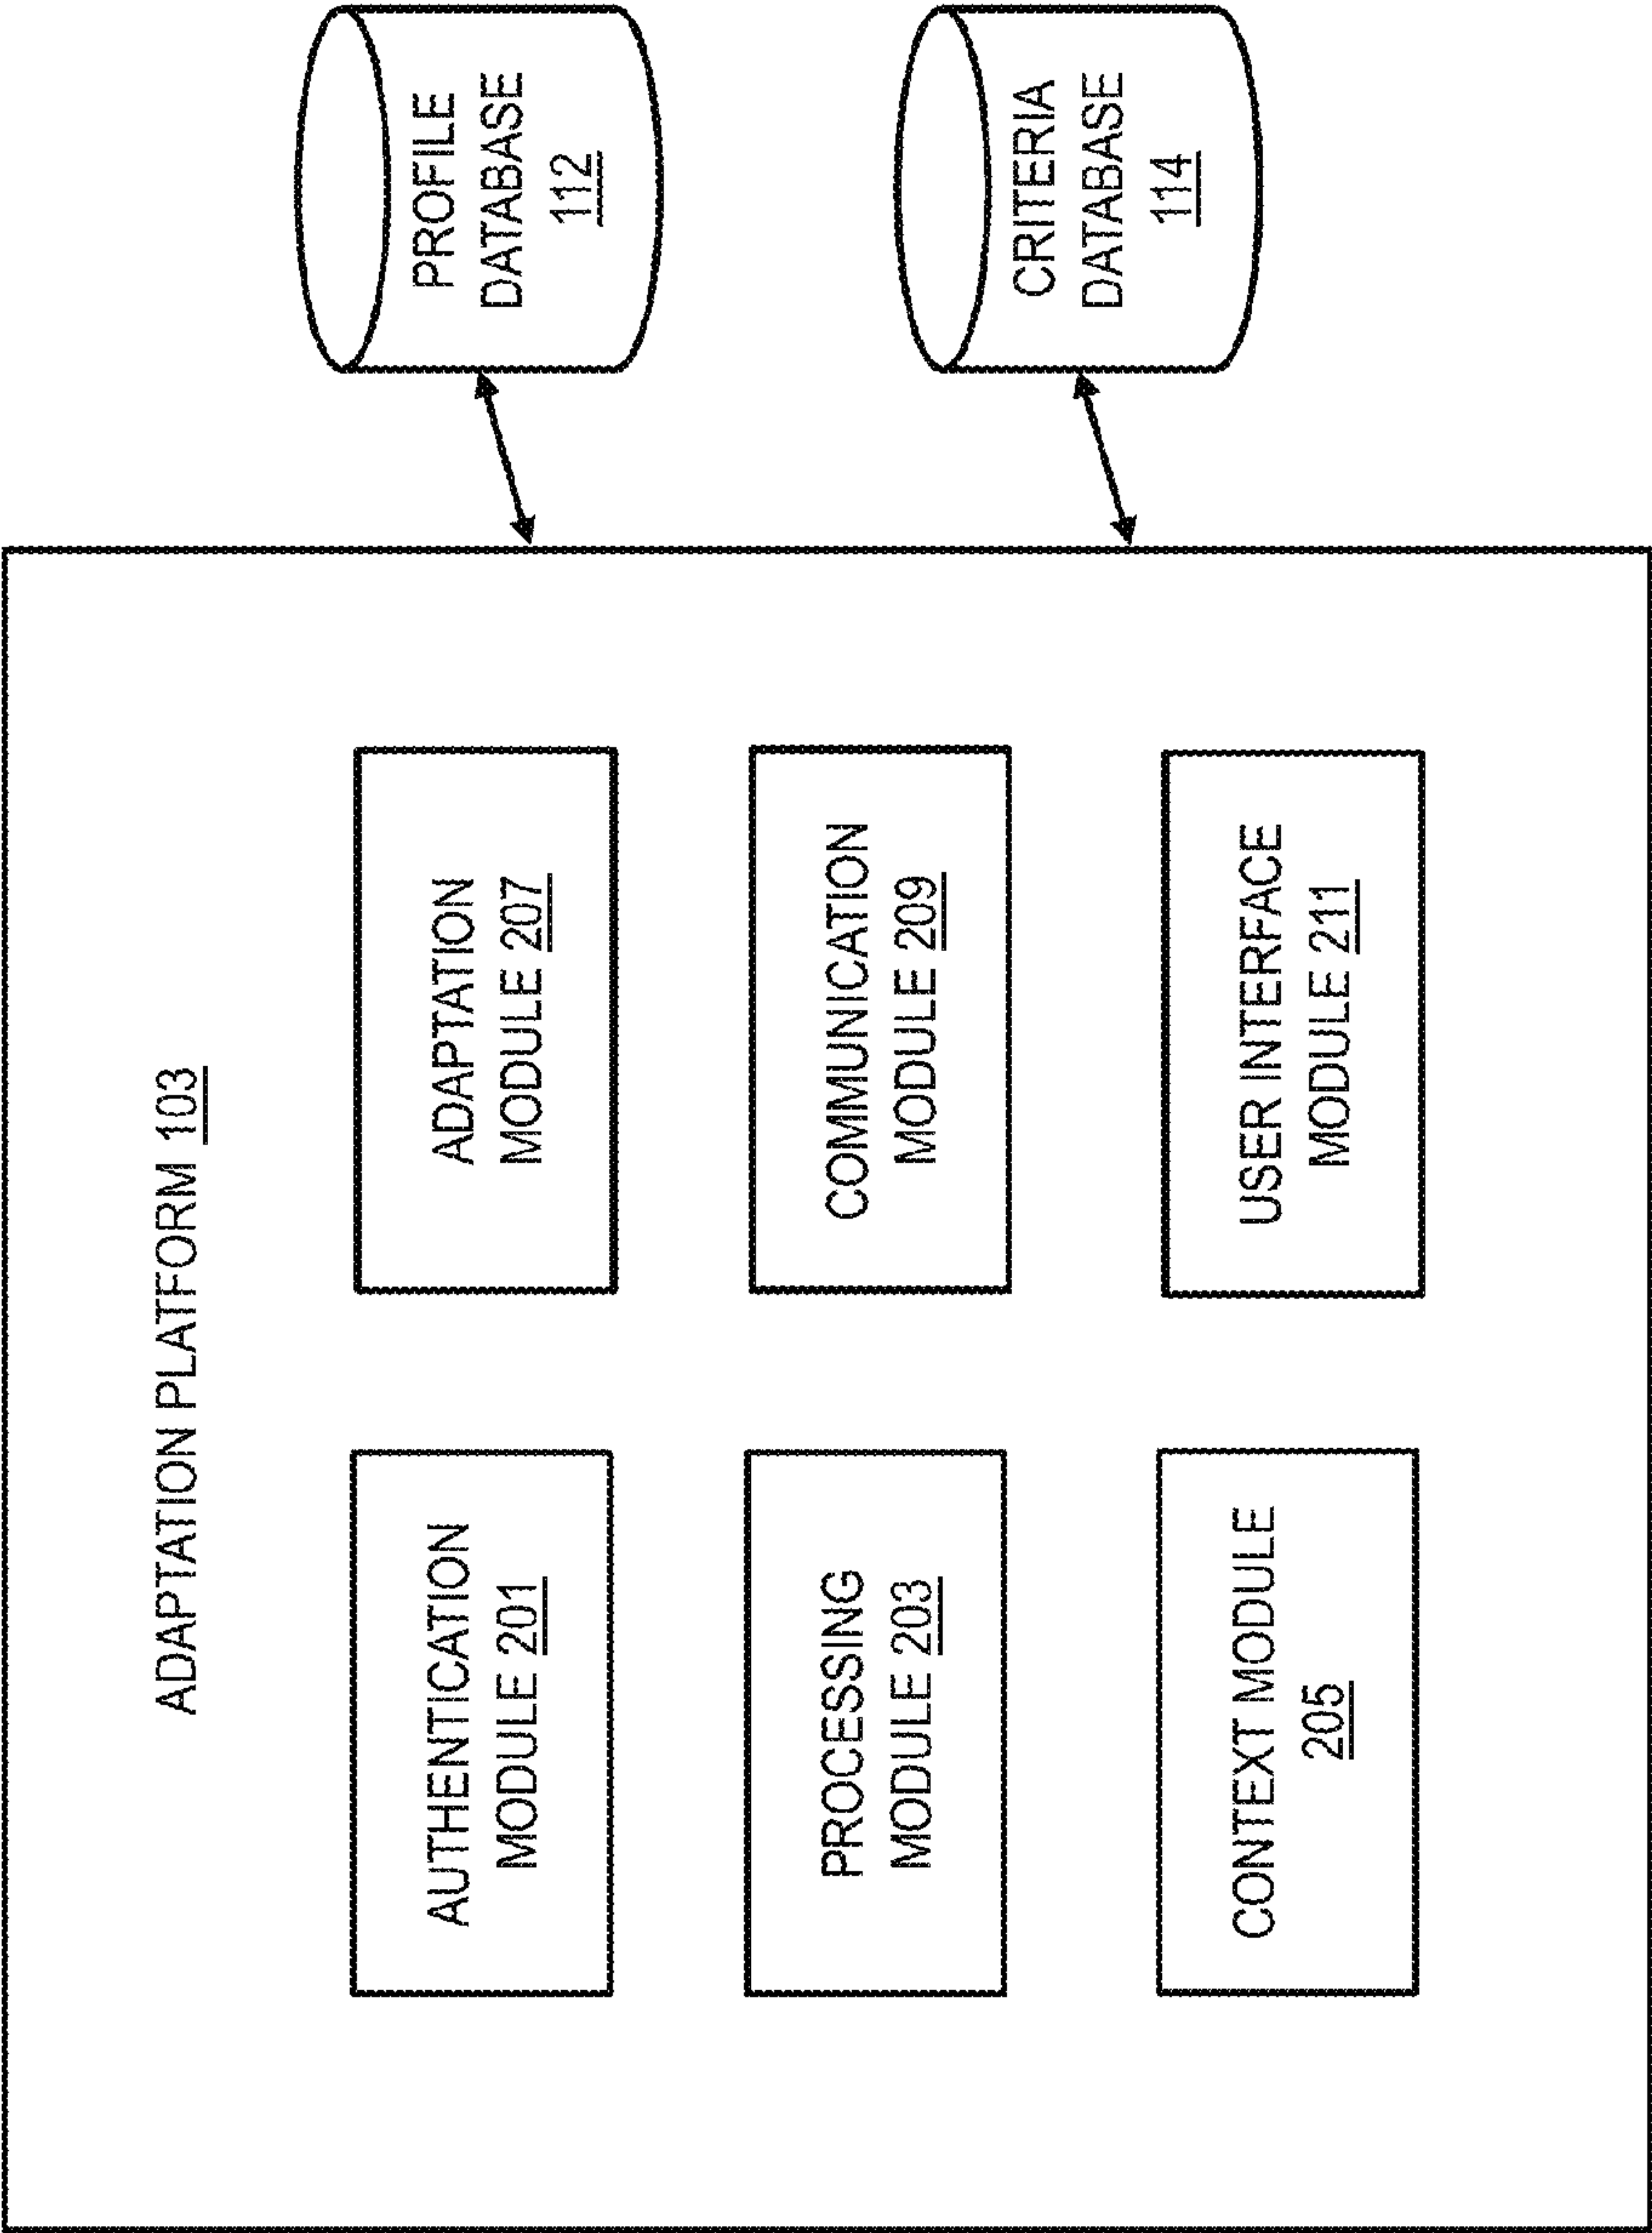 ADAPTATION PLATFORM 103
AUTHENTICATION
MODULE 201
PROCESSING
MODULE 203
CONTEXT MODULE
205
ADAPTATION
MODULE 207
COMMUNICATION
MODULE 209
USER INTERFACE
MODULE 211
PROFILE
DATABASE
112
CRITERIA
DATABASE
114